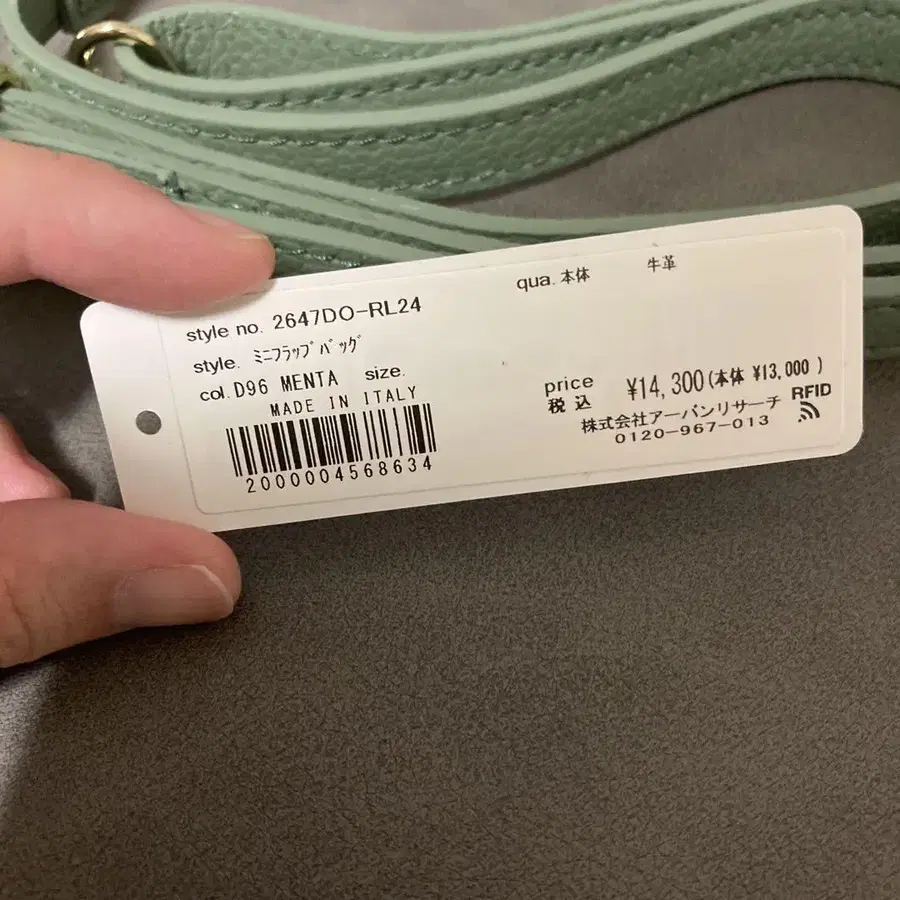 style no. 2647DO-RL24
style. ﾐﾆﾌﾗｯﾌﾟﾊﾞｯｸﾞ
col. D96 MENTA size.
MADE IN ITALY
2000004568634
qua. 本体 牛革
price 税込 ¥14,300(本体 ¥13,000 )
RFID
株式会社アーバンリサーチ
0120-967-013